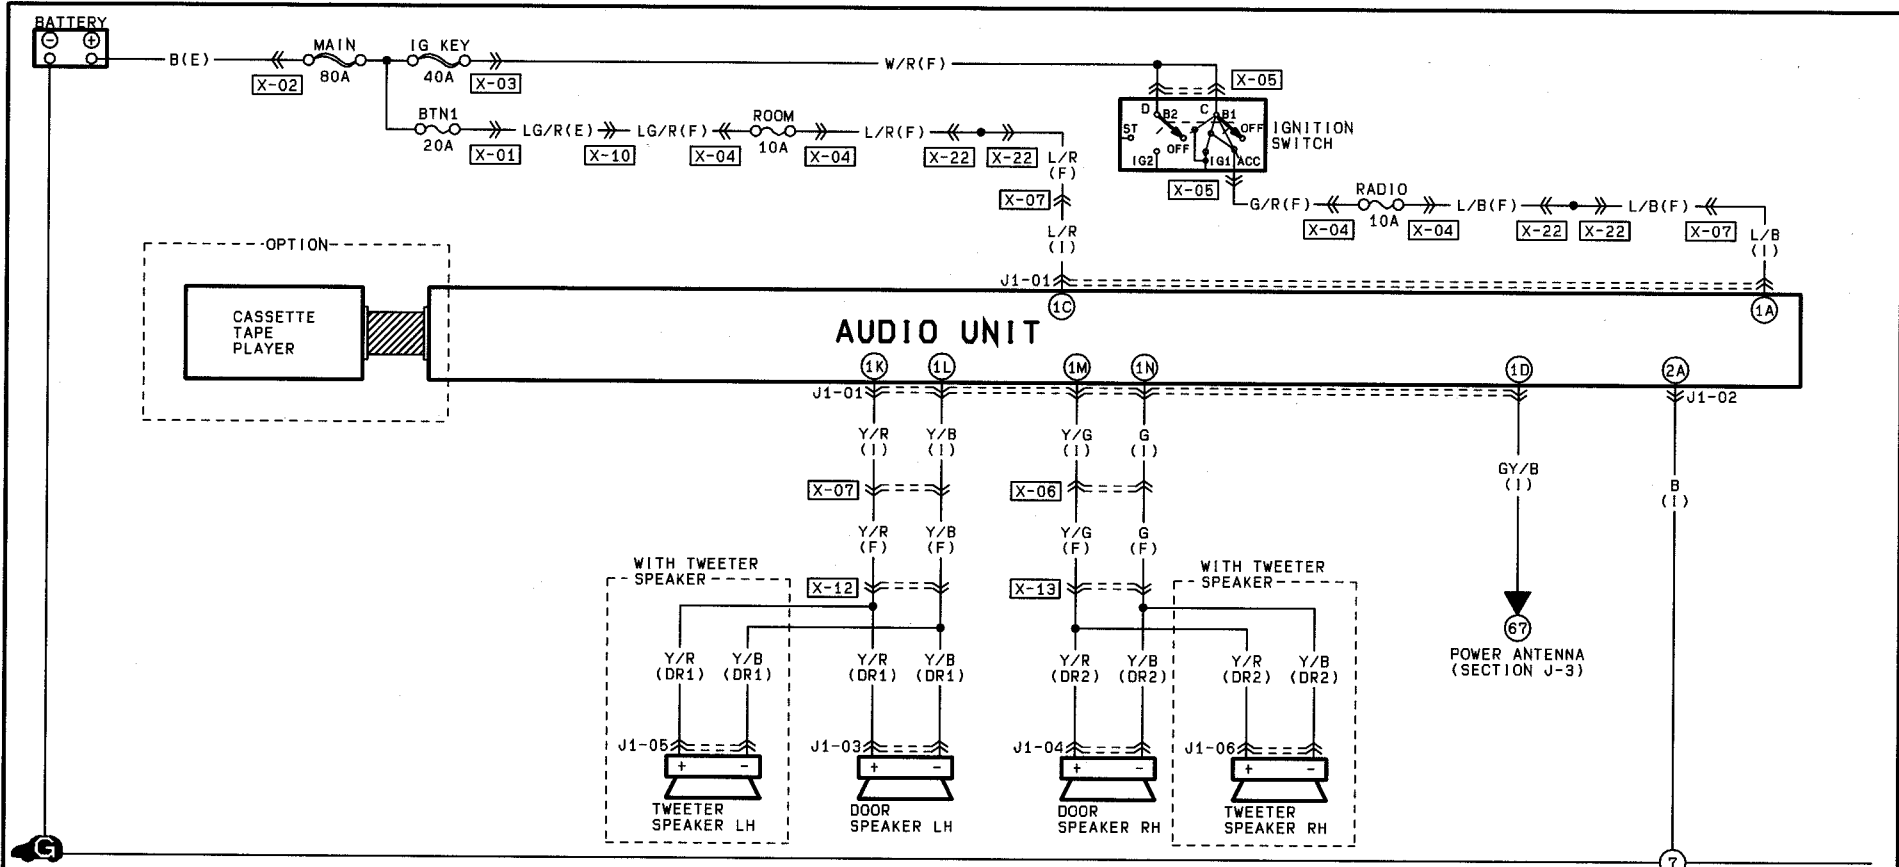 BATTERY
B(E)
X-02
MAIN
80A
IG KEY
40A
X-03
W/R(F)
X-05
BTN1
20A
X-01
LG/R(E)
X-10
LG/R(F)
X-04
ROOM
10A
X-04
L/R(F)
X-22
X-22
L/R
(F)
X-07
L/R
(I)
J1-01
D
B2
C
B1
ST
OFF
OFF
IG2
IG1
ACC
IGNITION
SWITCH
X-05
G/R(F)
X-04
RADIO
10A
X-04
L/B(F)
X-22
X-22
L/B(F)
X-07
L/B
(I)
OPTION
CASSETTE
TAPE
PLAYER
AUDIO UNIT
1C
1A
1K
1L
1M
1N
1D
2A
J1-01
J1-02
Y/R
(I)
Y/B
(I)
Y/G
(I)
G
(I)
GY/B
(I)
B
(I)
X-07
X-06
Y/R
(F)
Y/B
(F)
Y/G
(F)
G
(F)
WITH TWEETER
SPEAKER
X-12
X-13
WITH TWEETER
SPEAKER
67
POWER ANTENNA
(SECTION J-3)
Y/R
(DR1)
Y/B
(DR1)
Y/R
(DR1)
Y/B
(DR1)
Y/R
(DR2)
Y/B
(DR2)
Y/R
(DR2)
Y/B
(DR2)
J1-05
J1-03
J1-04
J1-06
+ -
+ -
+ -
+ -
TWEETER
SPEAKER LH
DOOR
SPEAKER LH
DOOR
SPEAKER RH
TWEETER
SPEAKER RH
G
7